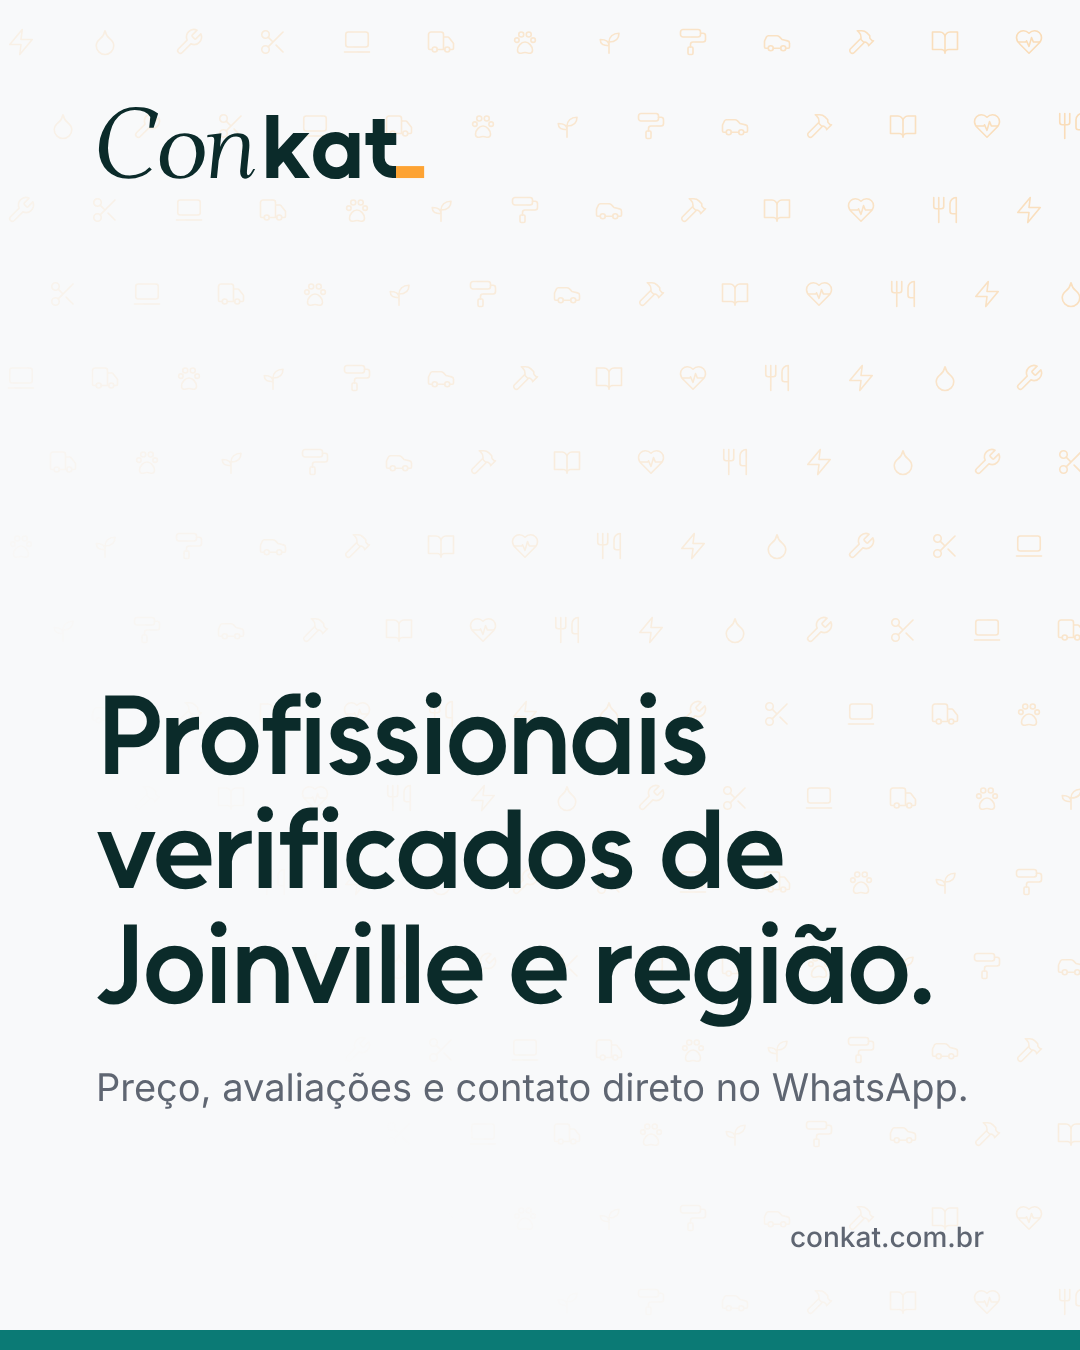 Conkat
Profissionais
verificados de
Joinville e região.
Preço, avaliações e contato direto no WhatsApp.
conkat.com.br